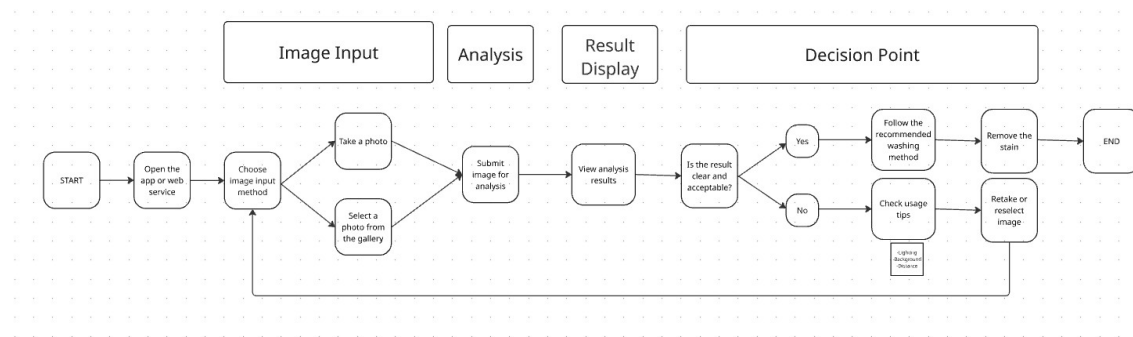 Image Input
Analysis
Result
Display
Decision Point
START
Open the
app or web
service
Choose
image input
method
Take a photo
Select a
photo from
the gallery
Submit
image for
analysis
View analysis
results
Is the result
clear and
acceptable?
Yes
Follow the
recommended
washing
method
Remove the
stain
END
No
Check usage
tips
-Lighting
-Background
-Distance
Retake or
reselect
image